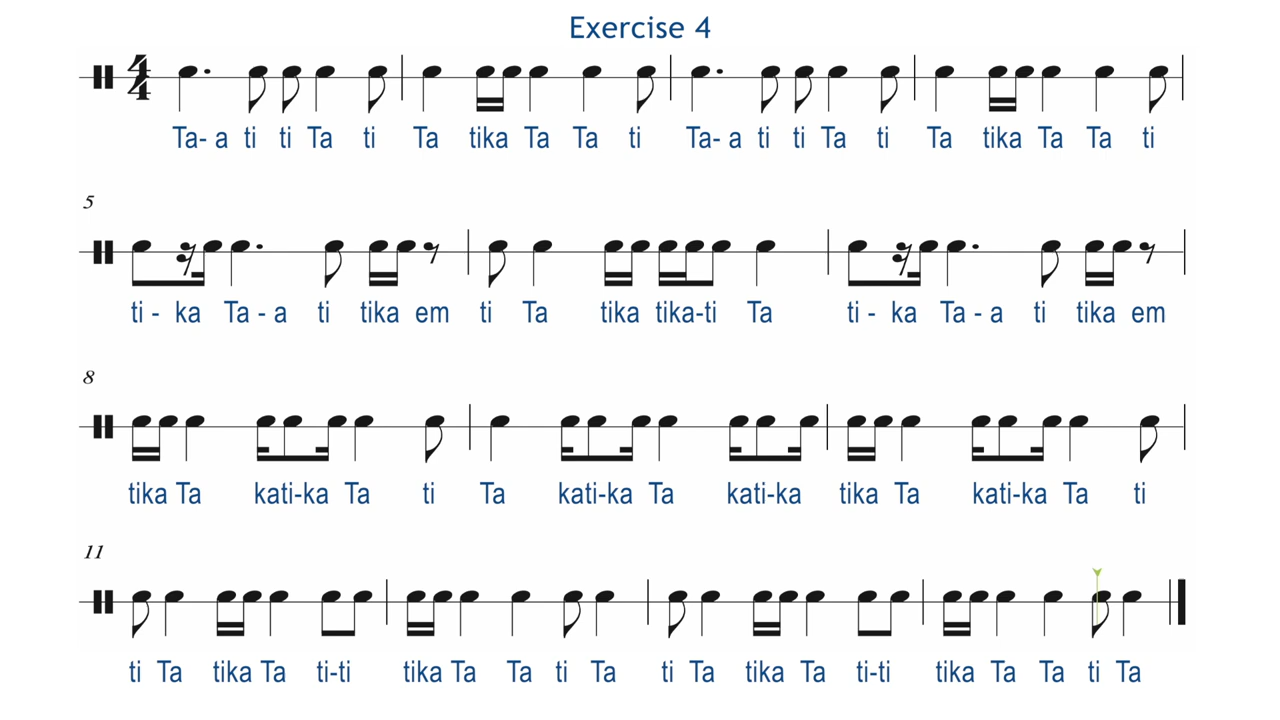 Exercise 4
4
4
Ta- a ti ti Ta ti Ta tika Ta Ta ti Ta- a ti ti Ta ti Ta tika Ta Ta ti
5
ti - ka Ta - a ti tika em ti Ta tika tika-ti Ta ti - ka Ta - a ti tika em
8
tika Ta kati-ka Ta ti Ta kati-ka Ta kati-ka tika Ta kati-ka Ta ti
11
ti Ta tika Ta ti-ti tika Ta Ta ti Ta ti Ta tika Ta ti-ti tika Ta Ta ti Ta